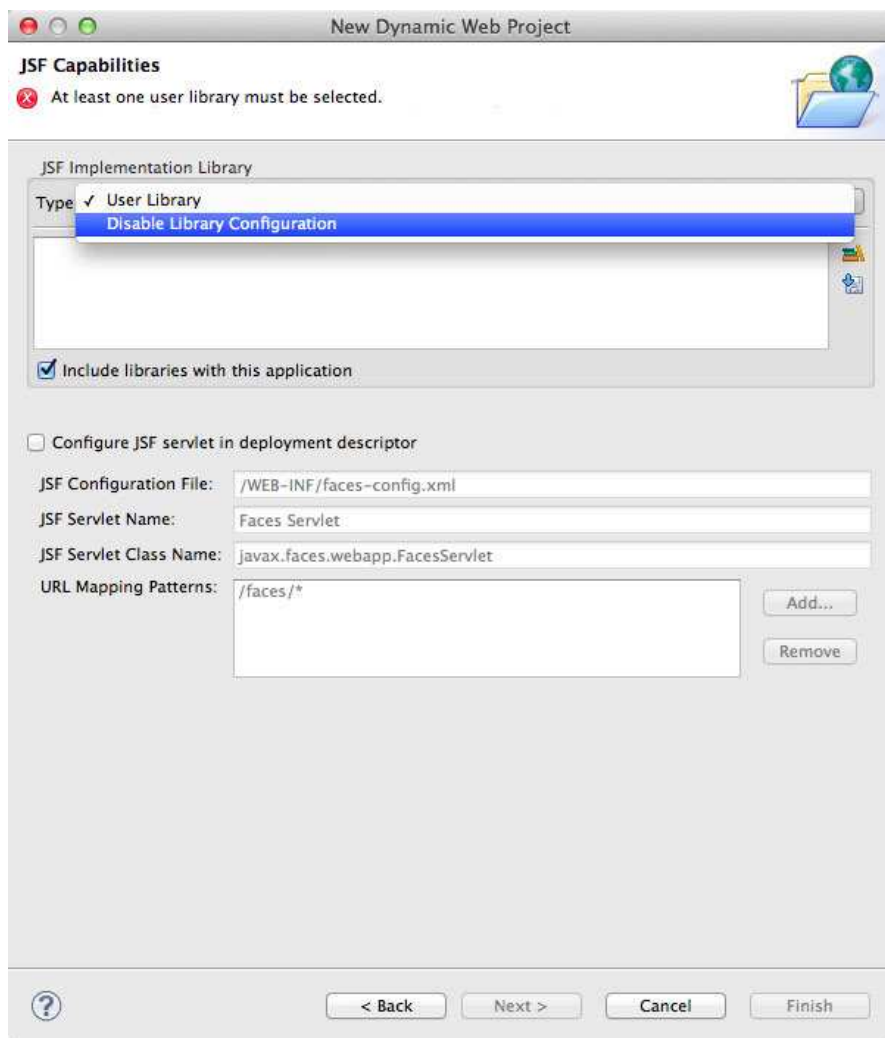 New Dynamic Web Project
JSF Capabilities
At least one user library must be selected.
JSF Implementation Library
Type
✓ User Library
Disable Library Configuration
Include libraries with this application
Configure JSF servlet in deployment descriptor
JSF Configuration File: /WEB-INF/faces-config.xml
JSF Servlet Name: Faces Servlet
JSF Servlet Class Name: javax.faces.webapp.FacesServlet
URL Mapping Patterns: /faces/*
Add...
Remove
? < Back Next > Cancel Finish